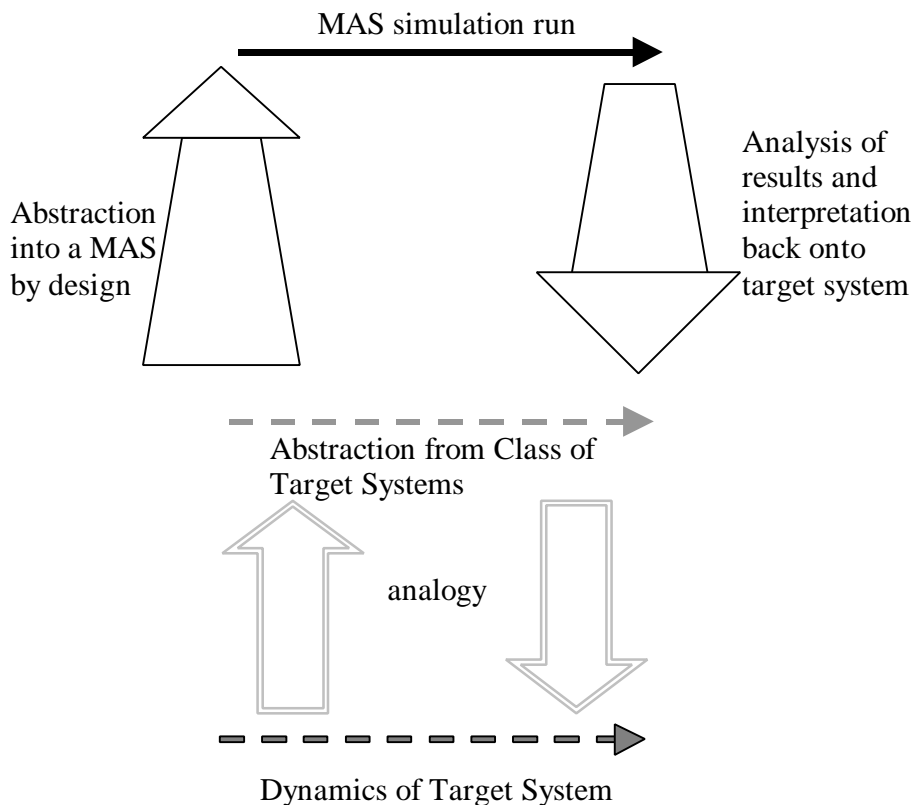 MAS simulation run
Abstraction
into a MAS
by design
Analysis of
results and
interpretation
back onto
target system
Abstraction from Class of
Target Systems
analogy
Dynamics of Target System